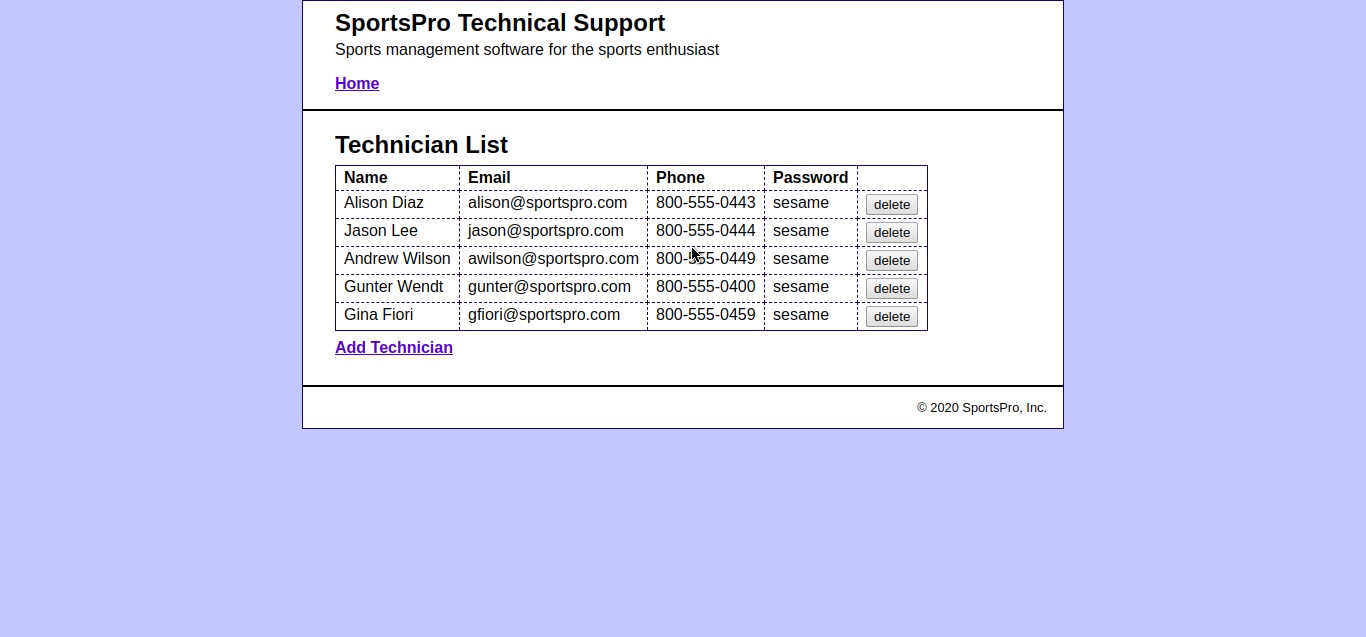 SportsPro Technical Support
Sports management software for the sports enthusiast
Home
Technician List
Name Email Phone Password
Alison Diaz alison@sportspro.com 800-555-0443 sesame delete
Jason Lee jason@sportspro.com 800-555-0444 sesame delete
Andrew Wilson awilson@sportspro.com 800-555-0449 sesame delete
Gunter Wendt gunter@sportspro.com 800-555-0400 sesame delete
Gina Fiori gfiori@sportspro.com 800-555-0459 sesame delete
Add Technician
© 2020 SportsPro, Inc.